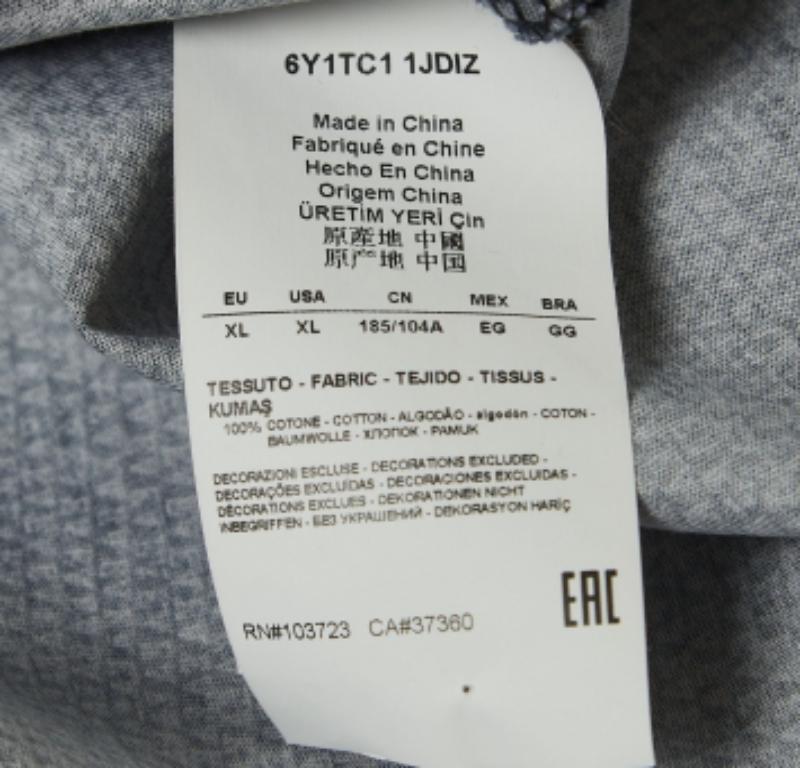 6Y1TC1 1JDIZ
Made in China
Fabriqué en Chine
Hecho En China
Origem China
ÜRETİM YERİ Çin
原産地 中國
原产地 中国
EU USA CN MEX BRA
XL XL 185/104A EG GG
TESSUTO - FABRIC - TEJIDO - TISSUS -
KUMAŞ
100% COTONE - COTTON - ALGODÃO - algodón - COTON -
BAUMWOLLE - ХЛОПОК - PAMUK
DECORAZIONI ESCLUSE - DECORATIONS EXCLUDED -
DECORAÇÕES EXCLUÍDAS - DECORACIONES EXCLUIDAS -
DÉCORATIONS EXCLUES - DEKORATIONEN NICHT
INBEGRIFFEN - БЕЗ УКРАШЕНИЙ - DEKORASYON HARİÇ
EAC
RN#103723 CA#37360